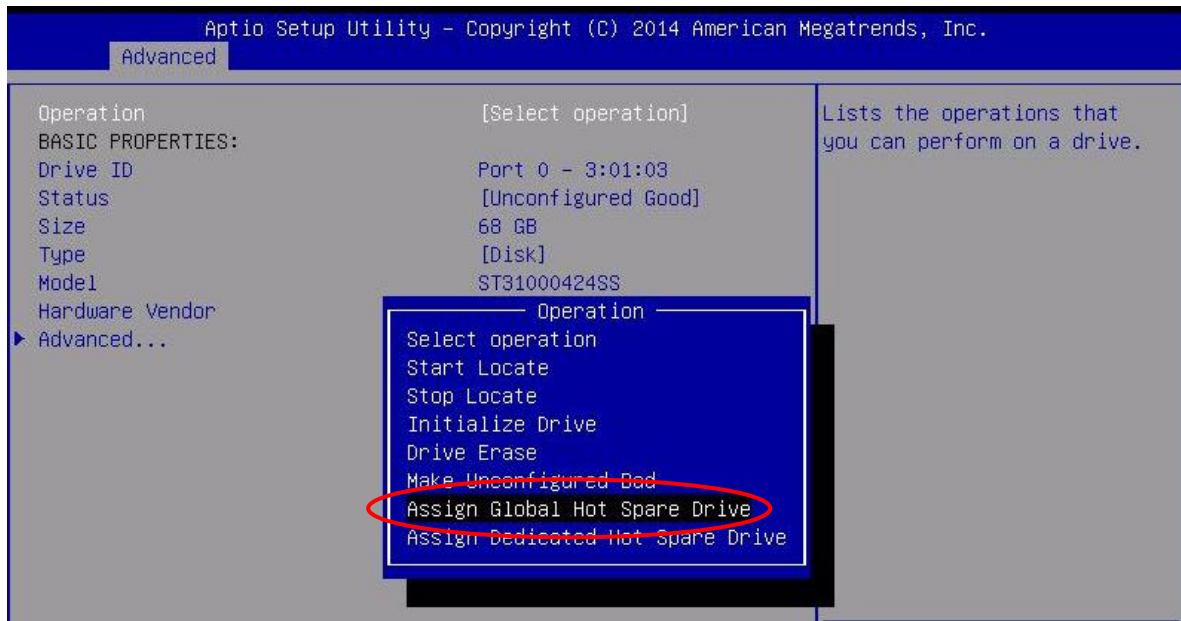 Aptio Setup Utility – Copyright (C) 2014 American Megatrends, Inc.
Advanced
Operation [Select operation]
BASIC PROPERTIES:
Drive ID Port 0 – 3:01:03
Status [Unconfigured Good]
Size 68 GB
Type [Disk]
Model ST31000424SS
Hardware Vendor
Advanced...
Lists the operations that
you can perform on a drive.
Operation
Select operation
Start Locate
Stop Locate
Initialize Drive
Drive Erase
Make Unconfigured Bad
Assign Global Hot Spare Drive
Assign Dedicated Hot Spare Drive